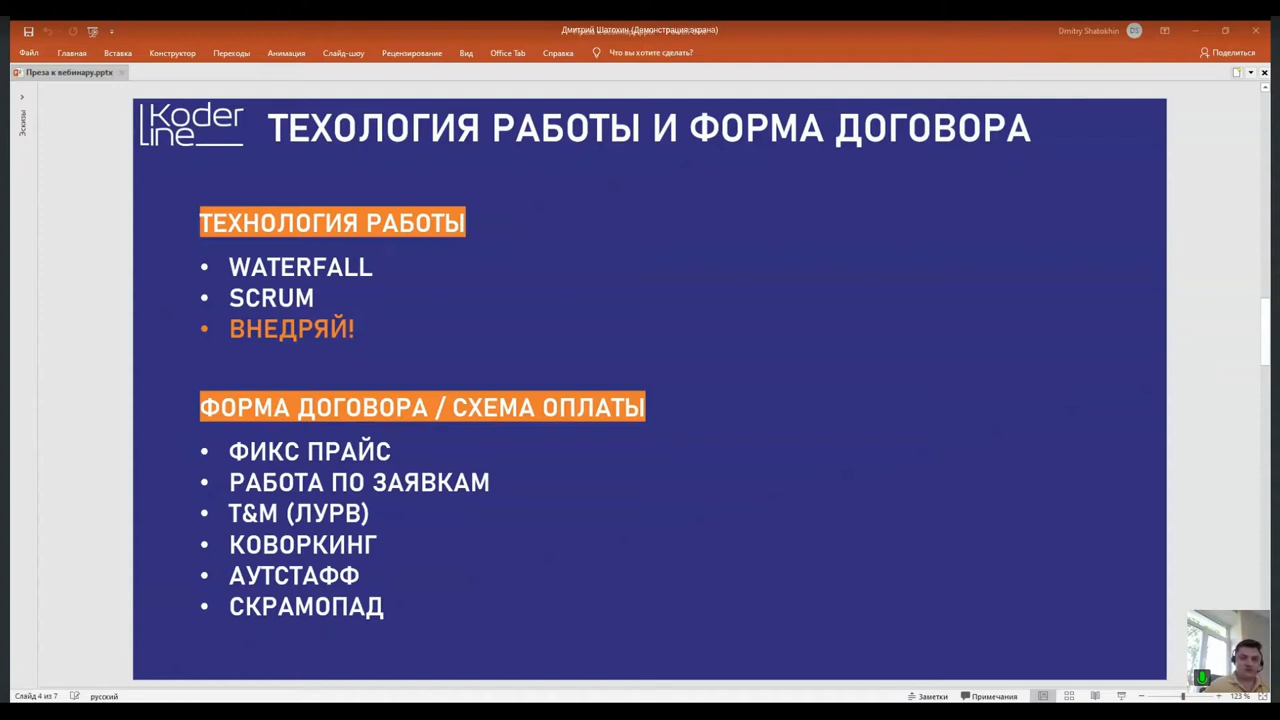 Дмитрий Шатохин (Демонстрация экрана)
Dmitry Shatokhin DS
Файл Главная Вставка Конструктор Переходы Анимация Слайд-шоу Рецензирование Вид Office Tab Справка Что вы хотите сделать? Поделиться
Преза к вебинару.pptx
Эскизы
Koder line
ТЕХОЛОГИЯ РАБОТЫ И ФОРМА ДОГОВОРА
ТЕХНОЛОГИЯ РАБОТЫ
• WATERFALL
• SCRUM
• ВНЕДРЯЙ!
ФОРМА ДОГОВОРА / СХЕМА ОПЛАТЫ
• ФИКС ПРАЙС
• РАБОТА ПО ЗАЯВКАМ
• T&M (ЛУРВ)
• КОВОРКИНГ
• АУТСТАФФ
• СКРАМОПАД
Слайд 4 из 7 русский Заметки Примечания 123 %